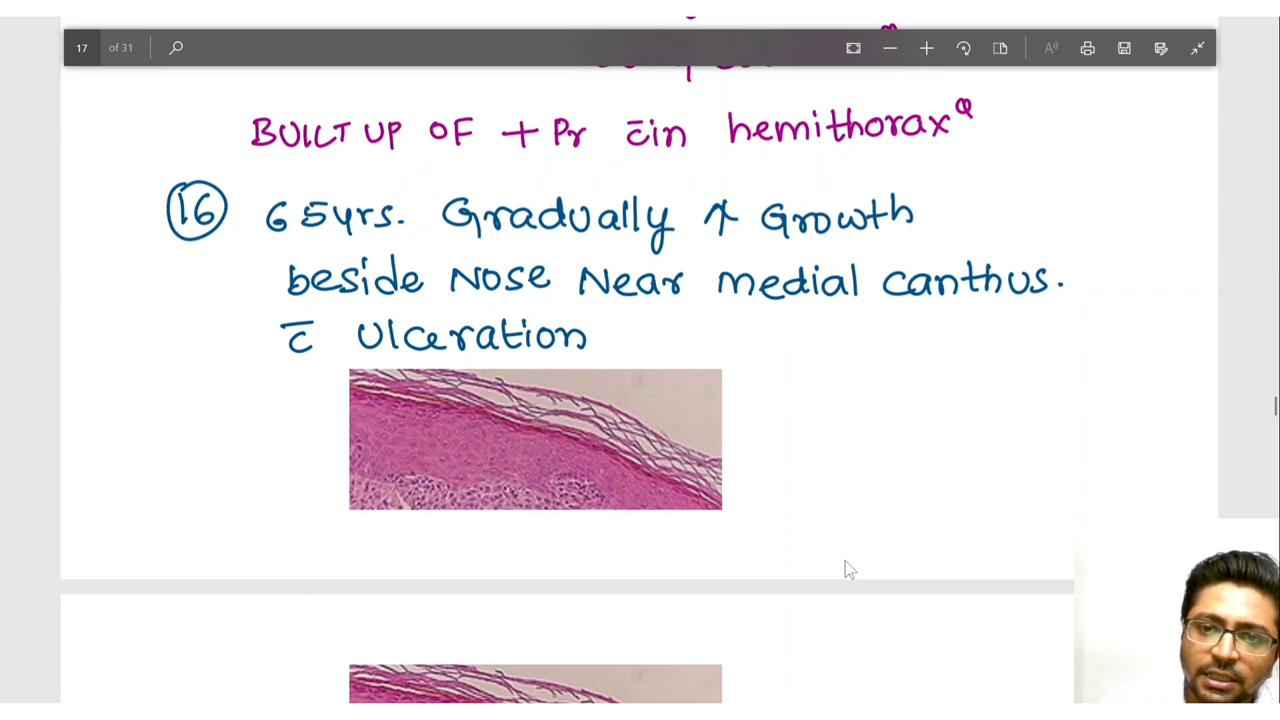 17 of 31
BUILT UP OF + Pr c̄in hemithorax
16 65yrs. Gradually ↑ Growth
beside Nose Near medial canthus.
c̄ Ulceration